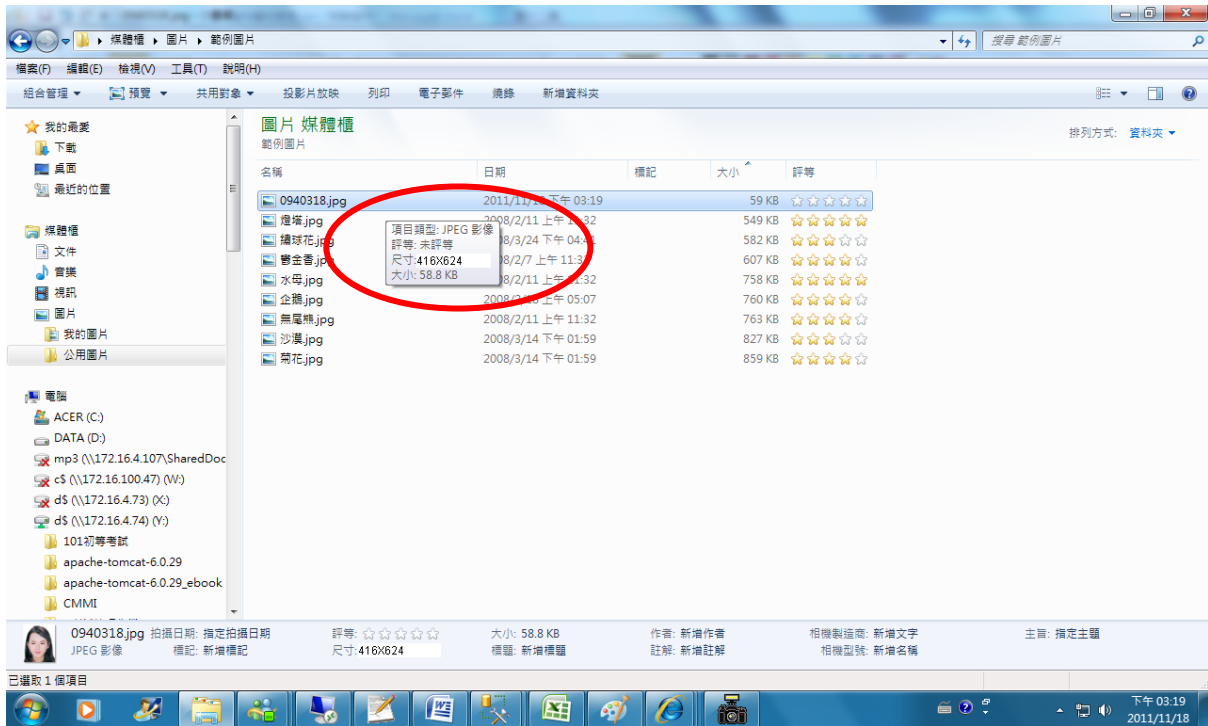 媒體櫃 ▸ 圖片 ▸ 範例圖片
搜尋 範例圖片
檔案(F) 編輯(E) 檢視(V) 工具(T) 說明(H)
組合管理 預覽 共用對象 投影片放映 列印 電子郵件 燒錄 新增資料夾
我的最愛
下載
桌面
最近的位置
媒體櫃
文件
音樂
視訊
圖片
我的圖片
公用圖片
電腦
ACER (C:)
DATA (D:)
mp3 (\\172.16.4.107\SharedDoc
c$ (\\172.16.100.47) (W:)
d$ (\\172.16.4.73) (X:)
d$ (\\172.16.4.74) (Y:)
101初等考試
apache-tomcat-6.0.29
apache-tomcat-6.0.29_ebook
CMMI
圖片 媒體櫃
範例圖片
排列方式: 資料夾
名稱 日期 標記 大小 評等
0940318.jpg 下午 03:19 59 KB
燈塔.jpg 2008/2/11 上午 549 KB
繡球花.jpg 下午 582 KB
鬱金香.jpg 上午 607 KB
水母.jpg 上午 758 KB
企鵝.jpg 上午 05:07 760 KB
無尾熊.jpg 2008/2/11 上午 11:32 763 KB
沙漠.jpg 2008/3/14 下午 01:59 827 KB
菊花.jpg 2008/3/14 下午 01:59 859 KB
項目類型: JPEG 影像
評等: 未評等
尺寸:416X624
大小: 58.8 KB
0940318.jpg 拍攝日期: 指定拍攝日期 評等: 大小: 58.8 KB 作者: 新增作者 相機製造商: 新增文字 主旨: 指定主題
JPEG 影像 標記: 新增標記 尺寸:416X624 標題: 新增標題 註解: 新增註解 相機型號: 新增名稱
已選取 1 個項目
下午 03:19
2011/11/18